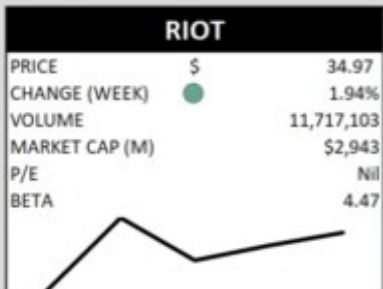 RIOT
PRICE $ 34.97
CHANGE (WEEK) 1.94%
VOLUME 11,717,103
MARKET CAP (M) $2,943
P/E Nil
BETA 4.47